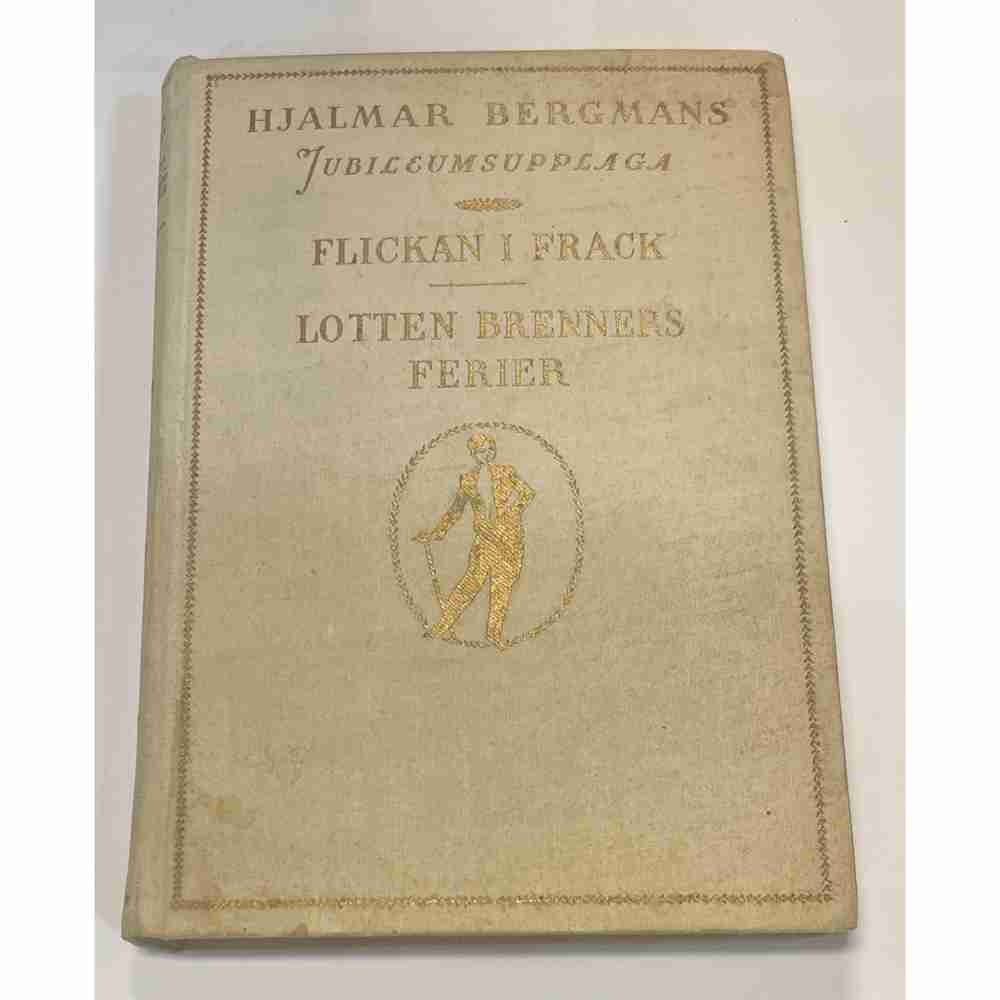 HJALMAR BERGMANS
JUBILEUMSUPPLAGA
FLICKAN I FRACK
LOTTEN BRENNERS
FERIER